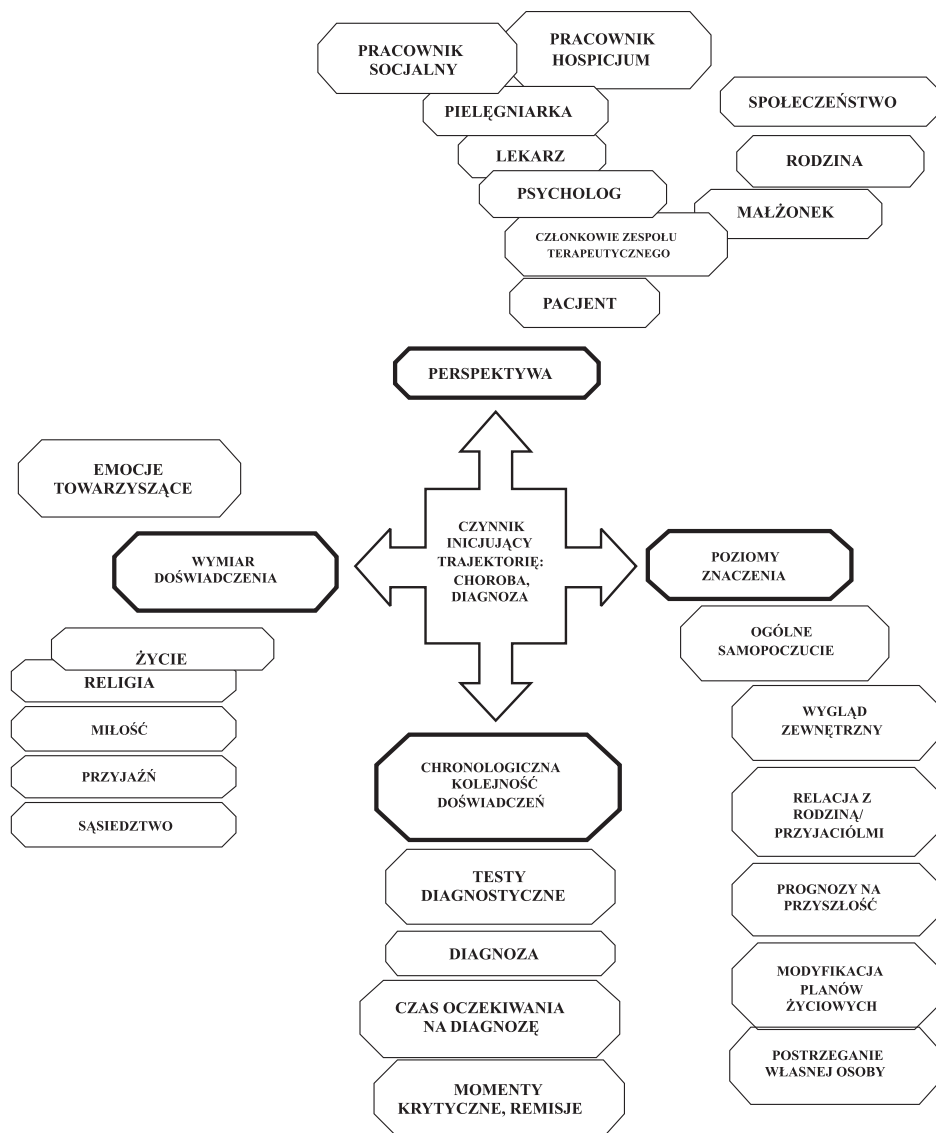 PRACOWNIK
SOCJALNY
PRACOWNIK
HOSPICJUM
PIELĘGNIARKA
LEKARZ
PSYCHOLOG
CZŁONKOWIE ZESPOŁU
TERAPEUTYCZNEGO
PACJENT
SPOŁECZEŃSTWO
RODZINA
MAŁŻONEK
PERSPEKTYWA
EMOCJE
TOWARZYSZĄCE
WYMIAR
DOŚWIADCZENIA
ŻYCIE
RELIGIA
MIŁOŚĆ
PRZYJAŹŃ
SĄSIEDZTWO
CZYNNIK
INICJUJĄCY
TRAJEKTORIĘ:
CHOROBA,
DIAGNOZA
POZIOMY
ZNACZENIA
OGÓLNE
SAMOPOCZUCIE
WYGLĄD
ZEWNĘTRZNY
RELACJA Z
RODZINĄ/
PRZYJACIÓŁMI
PROGNOZY NA
PRZYSZŁOŚĆ
MODYFIKACJA
PLANÓW
ŻYCIOWYCH
POSTRZEGANIE
WŁASNEJ OSOBY
CHRONOLOGICZNA
KOLEJNOŚĆ
DOŚWIADCZEŃ
TESTY
DIAGNOSTYCZNE
DIAGNOZA
CZAS OCZEKIWANIA
NA DIAGNOZĘ
MOMENTY
KRYTYCZNE, REMISJE